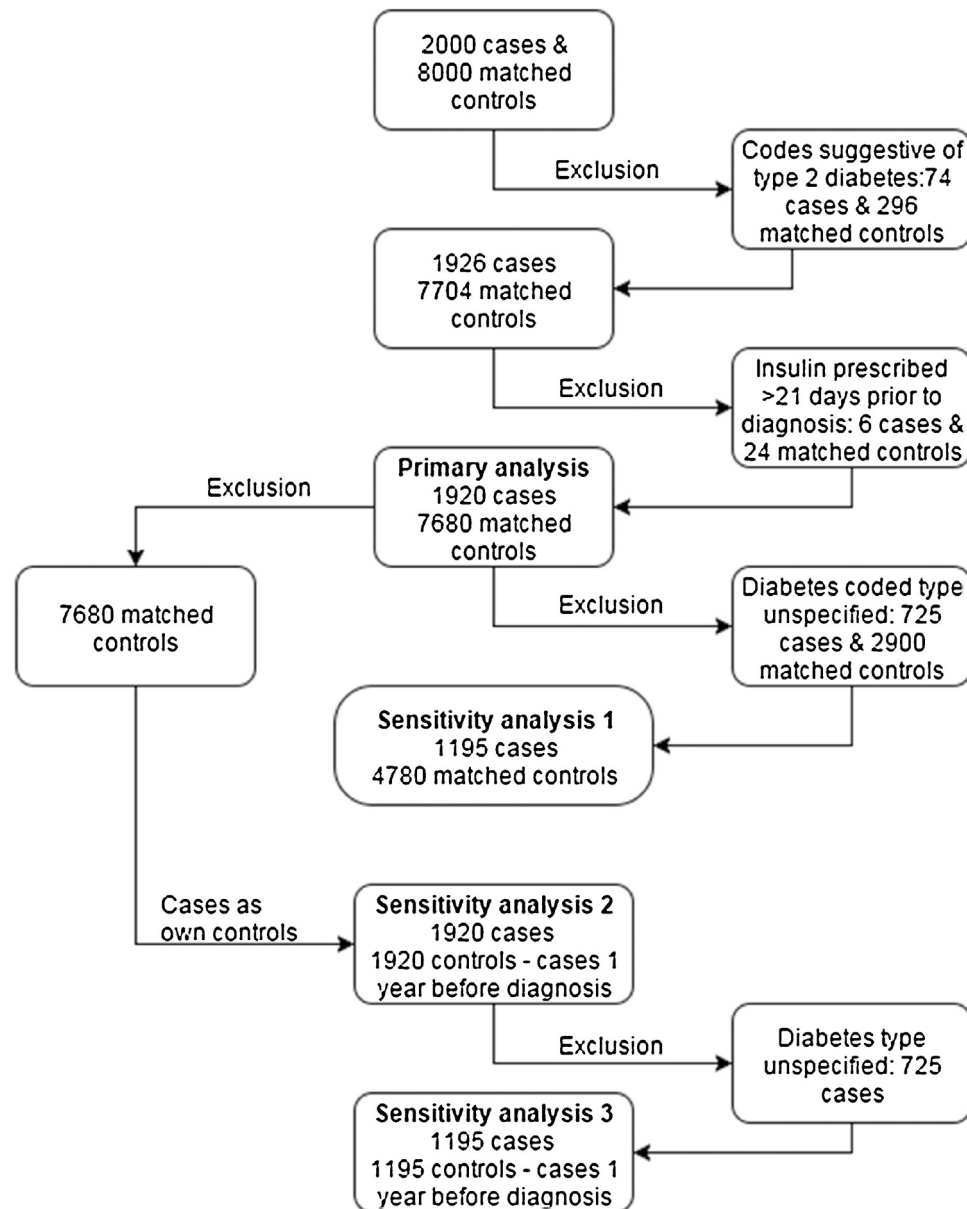 2000 cases &
8000 matched
controls
Exclusion
Codes suggestive of
type 2 diabetes:74
cases & 296
matched controls
1926 cases
7704 matched
controls
Exclusion
Insulin prescribed
>21 days prior to
diagnosis: 6 cases &
24 matched controls
Primary analysis
1920 cases
7680 matched
controls
Exclusion
7680 matched
controls
Exclusion
Diabetes coded type
unspecified: 725
cases & 2900
matched controls
Sensitivity analysis 1
1195 cases
4780 matched controls
Cases as
own controls
Sensitivity analysis 2
1920 cases
1920 controls - cases 1
year before diagnosis
Exclusion
Diabetes type
unspecified: 725
cases
Sensitivity analysis 3
1195 cases
1195 controls - cases 1
year before diagnosis